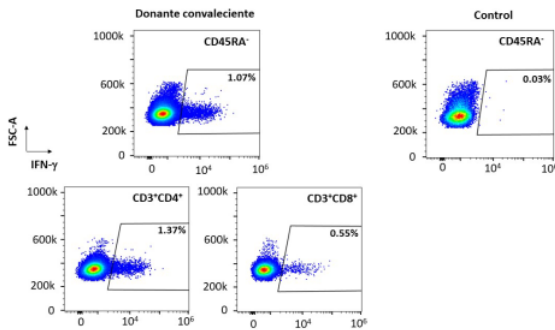 Donante convaleciente
Control
1000k
600k
200k
0
0
10⁴
10⁶
CD45RA⁻
1.07%
FSC-A
IFN-γ
1000k
600k
200k
0
0
10⁴
10⁶
CD45RA⁻
0.03%
1000k
600k
200k
0
0
10⁴
10⁶
CD3⁺CD4⁺
1.37%
1000k
600k
200k
0
0
10⁴
10⁶
CD3⁺CD8⁺
0.55%